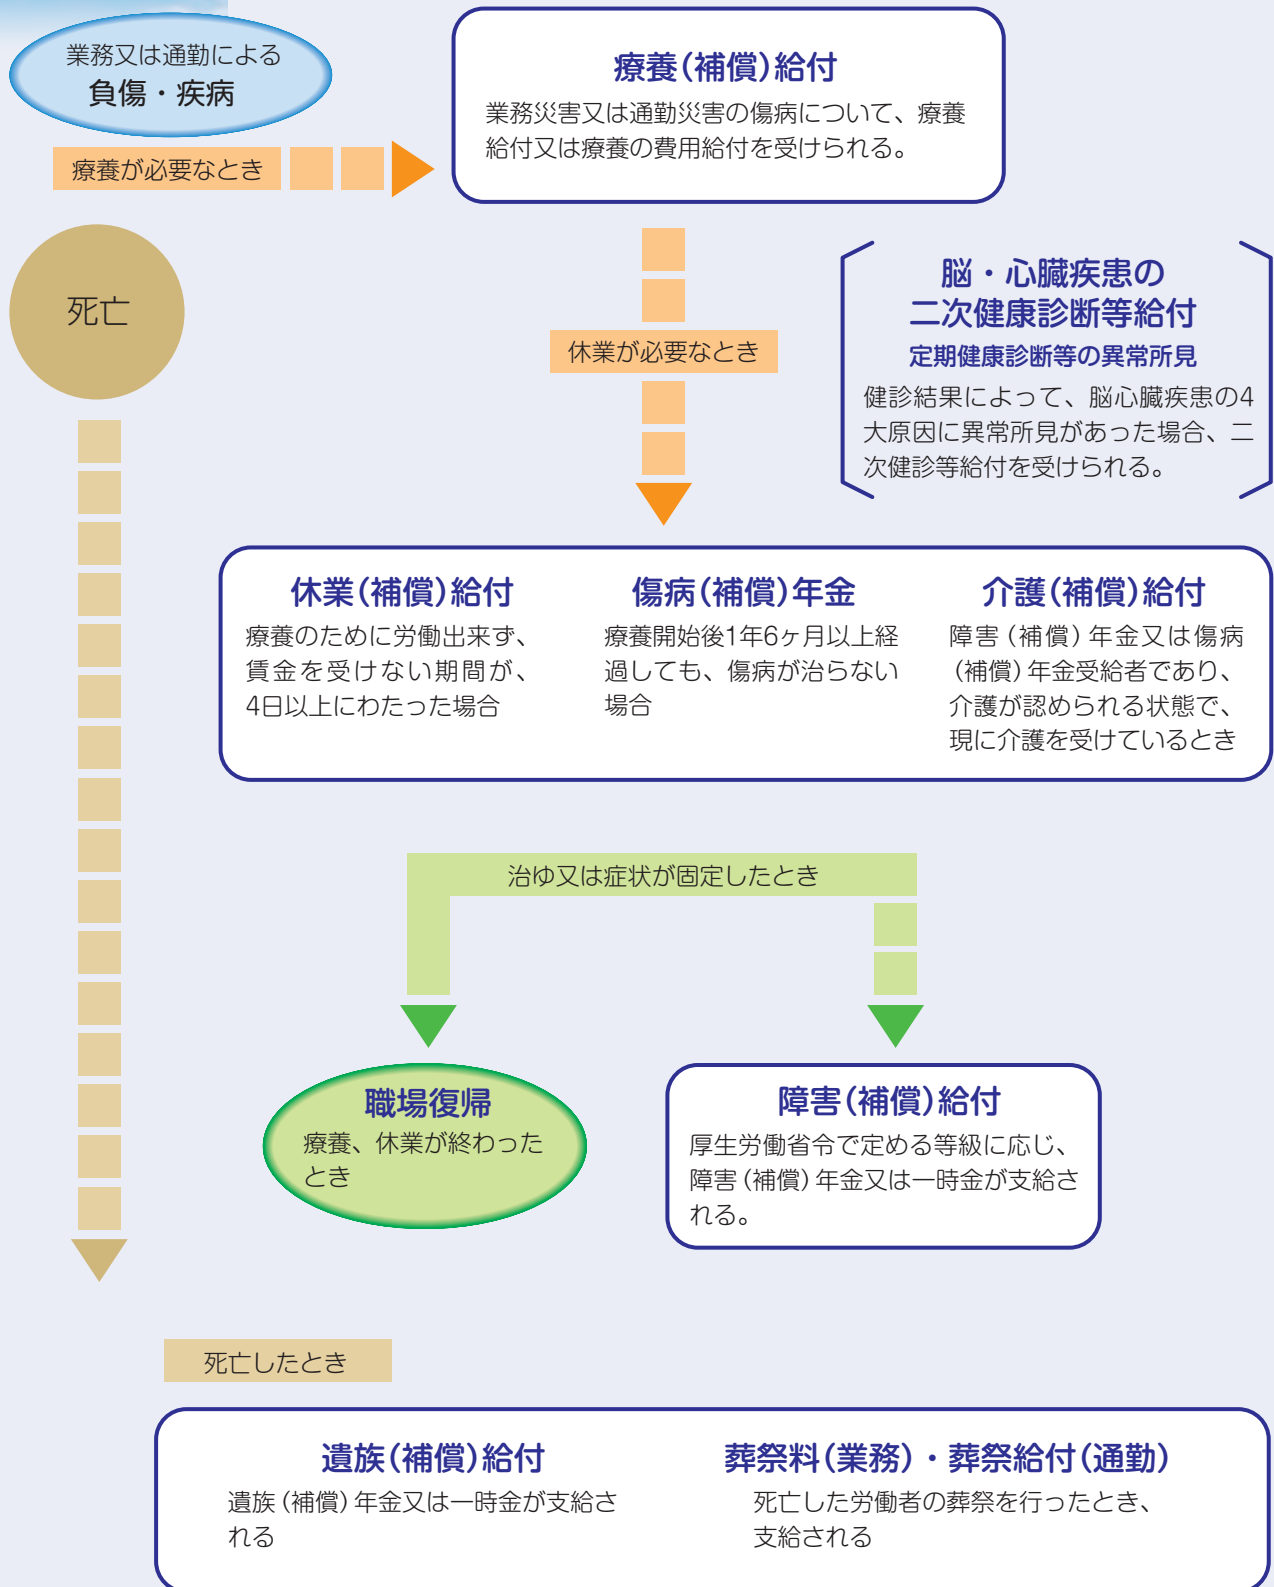 業務又は通勤による
負傷・疾病
療養が必要なとき
療養(補償)給付
業務災害又は通勤災害の傷病について、療養
給付又は療養の費用給付を受けられる。
死亡
休業が必要なとき
脳・心臓疾患の
二次健康診断等給付
定期健康診断等の異常所見
健診結果によって、脳心臓疾患の4
大原因に異常所見があった場合、二
次健診等給付を受けられる。
休業(補償)給付
療養のために労働出来ず、
賃金を受けない期間が、
4日以上にわたった場合
傷病(補償)年金
療養開始後1年6ヶ月以上経
過しても、傷病が治らない
場合
介護(補償)給付
障害(補償)年金又は傷病
(補償)年金受給者であり、
介護が認められる状態で、
現に介護を受けているとき
治ゆ又は症状が固定したとき
職場復帰
療養、休業が終わった
とき
障害(補償)給付
厚生労働省令で定める等級に応じ、
障害(補償)年金又は一時金が支給さ
れる。
死亡したとき
遺族(補償)給付
遺族(補償)年金又は一時金が支給さ
れる
葬祭料(業務)・葬祭給付(通勤)
死亡した労働者の葬祭を行ったとき、
支給される